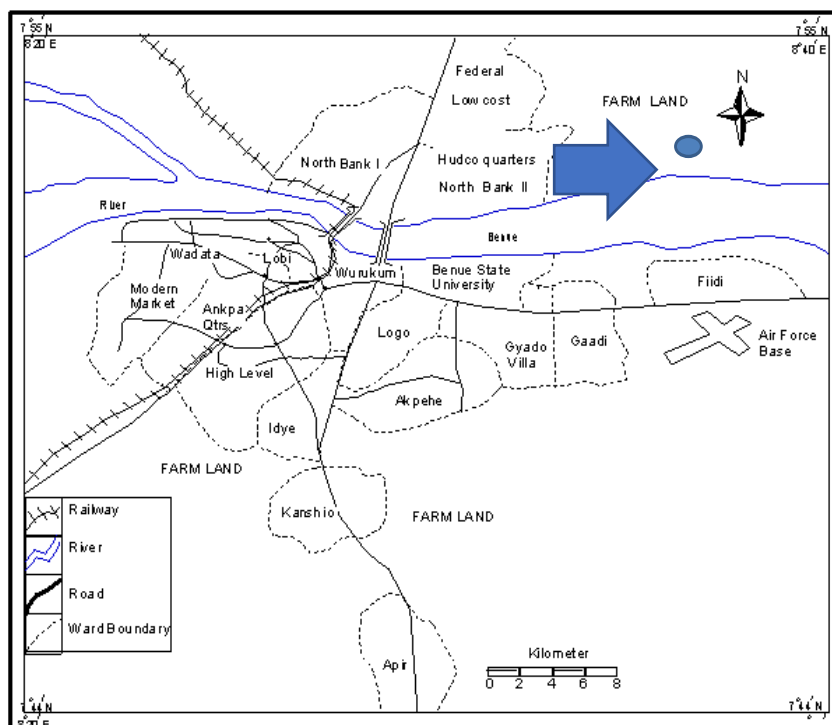 7°55′N
8°20′E
7°55′N
8°40′E
Federal
Low cost
FARM LAND
N
North Bank I
Hudco quarters
North Bank II
River
Benue
Wadata
Lobi
Wurukum
Benue State
University
Fiidi
Modern
Market
Ankpa
Qtrs
Logo
Gyado
Villa
Gaadi
Air Force
Base
High Level
Akpehe
Idye
FARM LAND
Kanshio
FARM LAND
Railway
River
Road
Ward Boundary
Apir
Kilometer
0 2 4 6 8
7°44′N
8°20′E
7°44′N